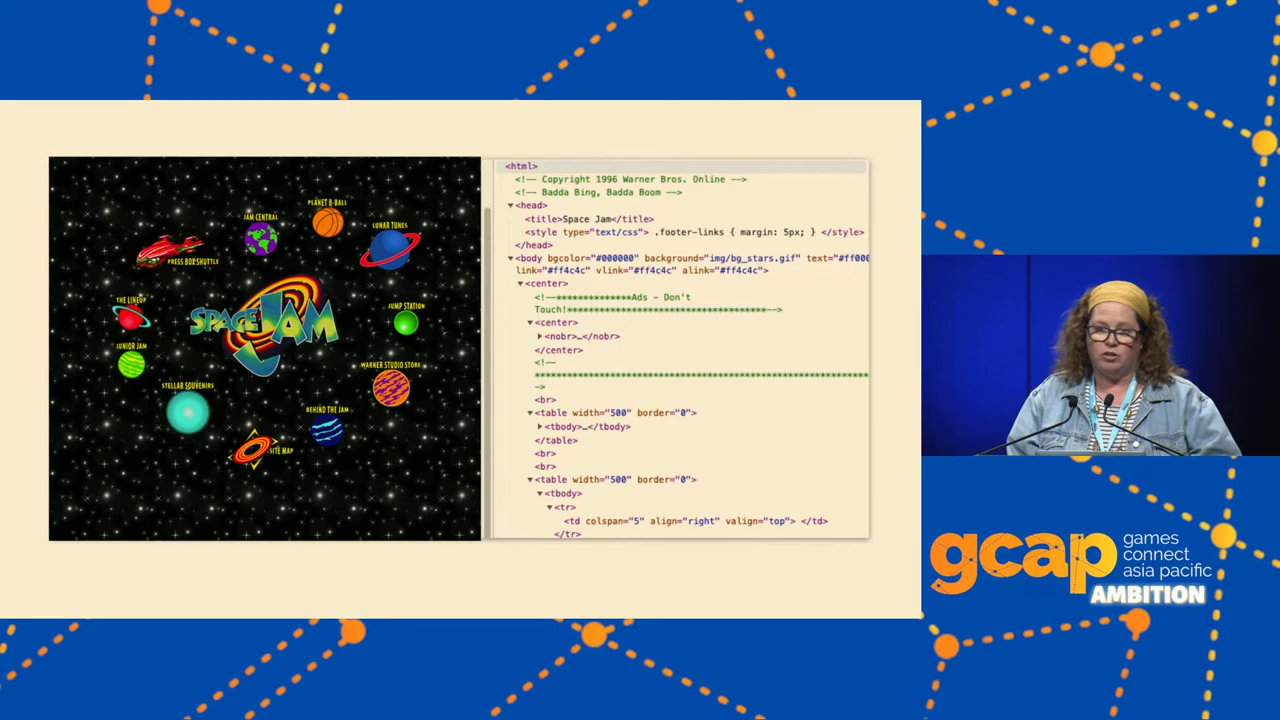 PLANET B-BALL
JAM CENTRAL
LUNAR TUNES
PRESS BOX SHUTTLE
THE LINEUP
JUMP STATION
SPACE JAM
JUNIOR JAM
WARNER STUDIO STORE
STELLAR SOUVENIRS
BEHIND THE JAM
SITE MAP
<html>
<!-- Copyright 1996 Warner Bros. Online -->
<!-- Badda Bing, Badda Boom -->
▼<head>
<title>Space Jam</title>
<style type="text/css"> .footer-links { margin: 5px; } </style>
</head>
▼<body bgcolor="#000000" background="img/bg_stars.gif" text="#ff000
link="#ff4c4c" vlink="#ff4c4c" alink="#ff4c4c">
▼<center>
<!--***************Ads - Don't
Touch!***********************************-->
▼<center>
▶<nobr>…</nobr>
</center>
<!--
************************************************************************
->
<br>
▼<table width="500" border="0">
▶<tbody>…</tbody>
</table>
<br>
<br>
▼<table width="500" border="0">
▼<tbody>
▼<tr>
<td colspan="5" align="right" valign="top"> </td>
</tr>
gcap games
connect
asia pacific
AMBITION